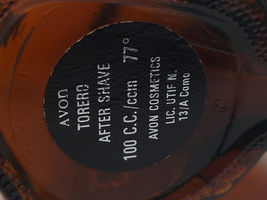 AVON
TORERO
AFTER SHAVE
100 C.C./ccm 77°
AVON COSMETICS
LIC. UTIF N.
13/A Como